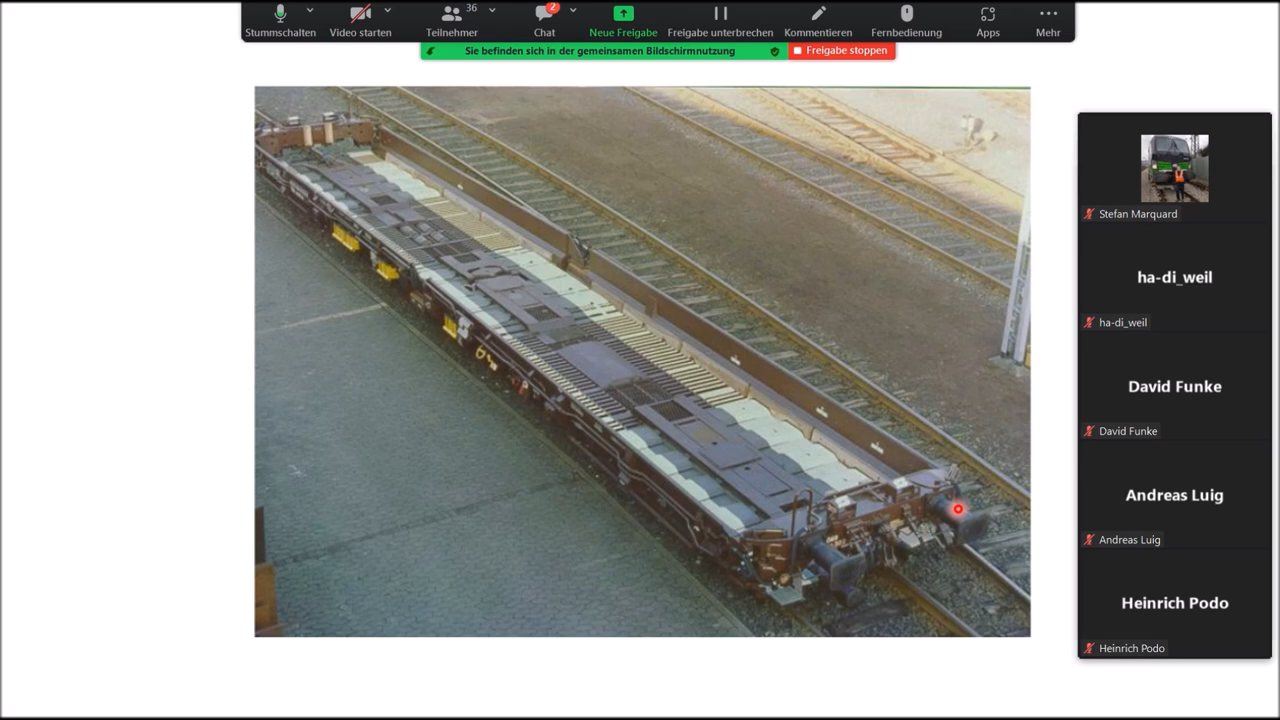 36
2
Stummschalten
Video starten
Teilnehmer
Chat
Neue Freigabe
Freigabe unterbrechen
Kommentieren
Fernbedienung
Apps
Mehr
Sie befinden sich in der gemeinsamen Bildschirmnutzung
Freigabe stoppen
Stefan Marquard
ha-di_weil
ha-di_weil
David Funke
David Funke
Andreas Luig
Andreas Luig
Heinrich Podo
Heinrich Podo